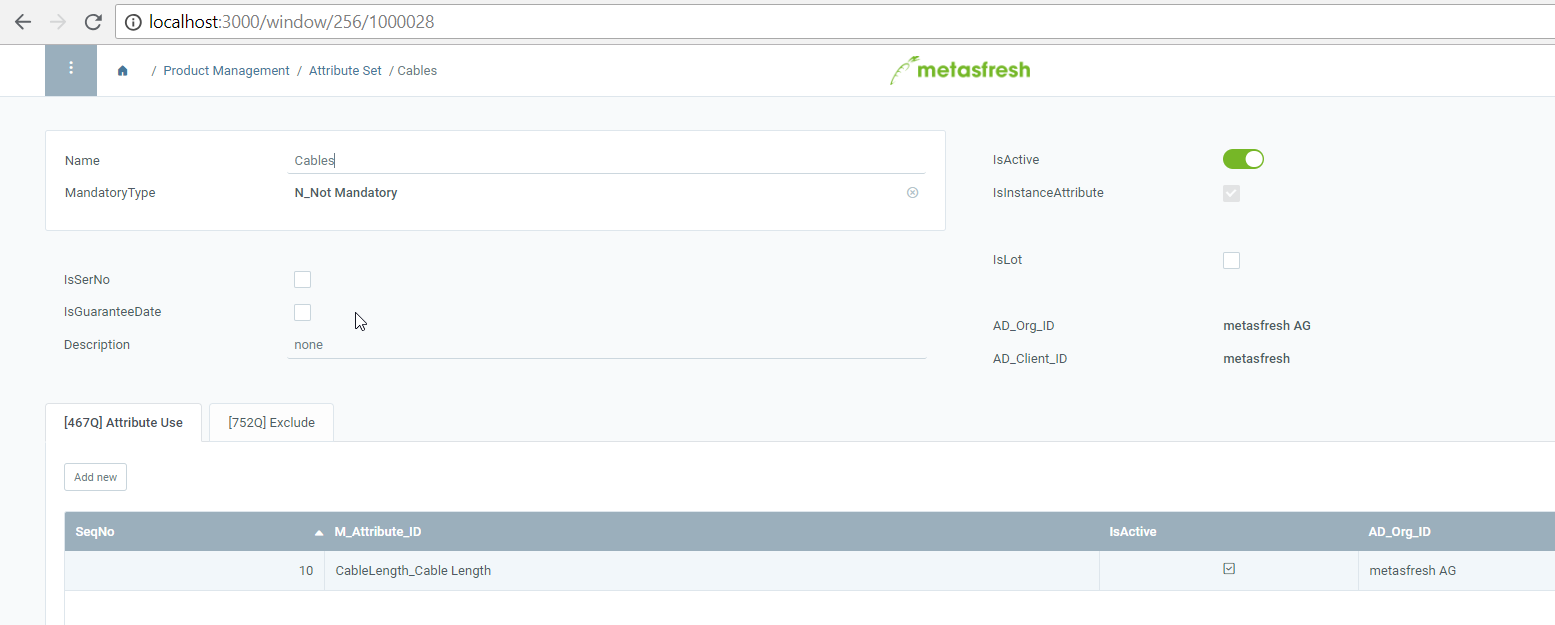 localhost:3000/window/256/1000028
/ Product Management / Attribute Set / Cables
metasfresh
Name Cables
MandatoryType N_Not Mandatory
IsActive
IsInstanceAttribute
IsSerNo
IsGuaranteeDate
Description none
IsLot
AD_Org_ID metasfresh AG
AD_Client_ID metasfresh
[467Q] Attribute Use [752Q] Exclude
Add new
SeqNo M_Attribute_ID IsActive AD_Org_ID
10 CableLength_Cable Length metasfresh AG